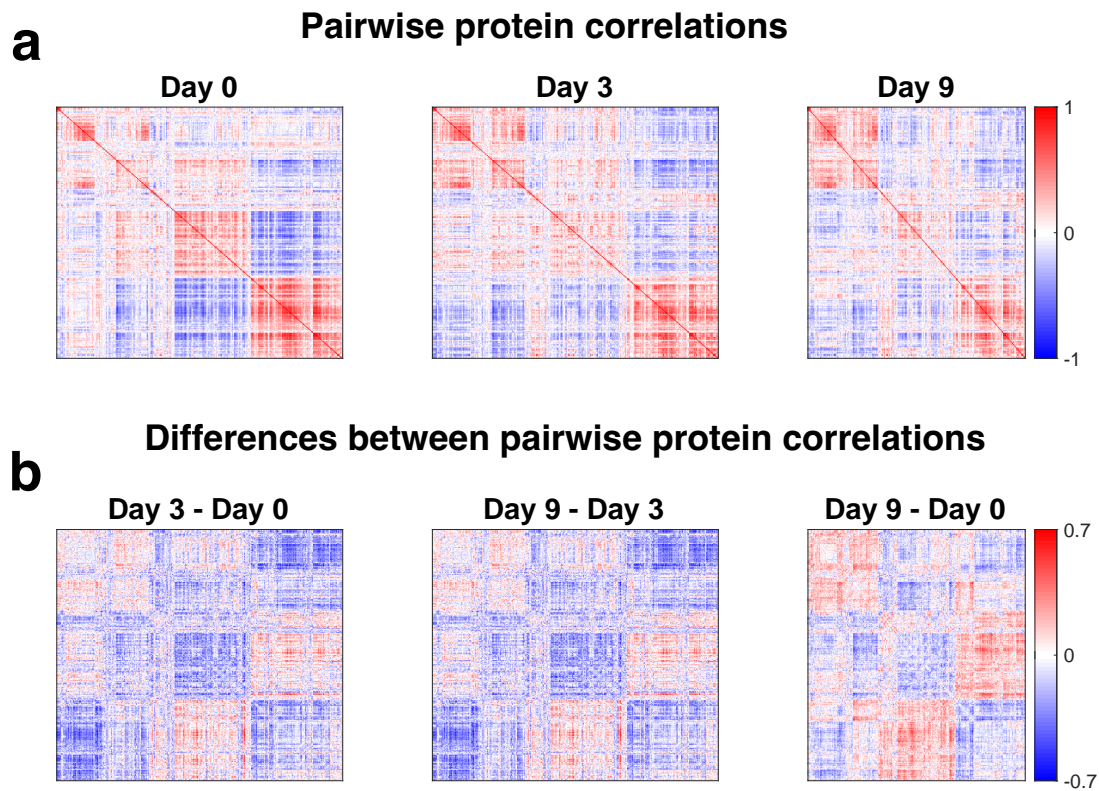 a
Pairwise protein correlations
Day 0
Day 3
Day 9
1
0
-1
b
Differences between pairwise protein correlations
Day 3 - Day 0
Day 9 - Day 3
Day 9 - Day 0
0.7
0
-0.7